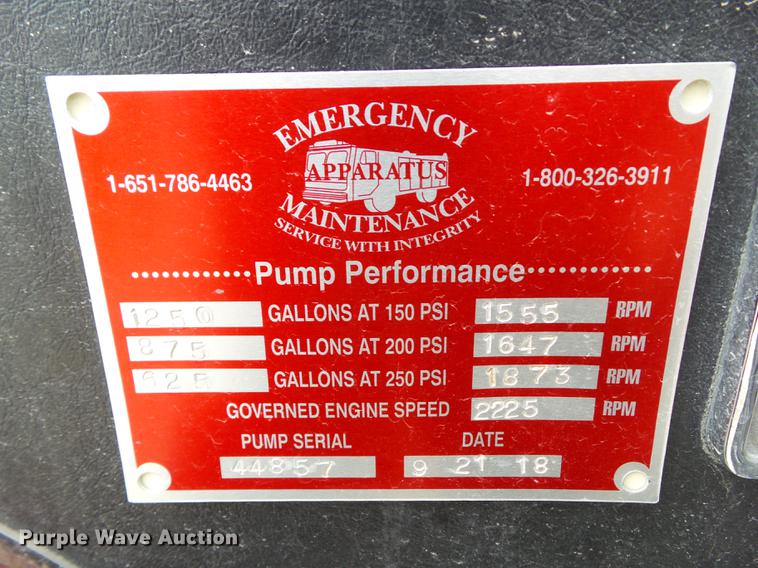 EMERGENCY
APPARATUS
MAINTENANCE
SERVICE WITH INTEGRITY
1-651-786-4463
1-800-326-3911
Pump Performance
1250 GALLONS AT 150 PSI 1555 RPM
875 GALLONS AT 200 PSI 1647 RPM
625 GALLONS AT 250 PSI 1873 RPM
GOVERNED ENGINE SPEED 2225 RPM
PUMP SERIAL DATE
44857 9 21 18
Purple Wave Auction